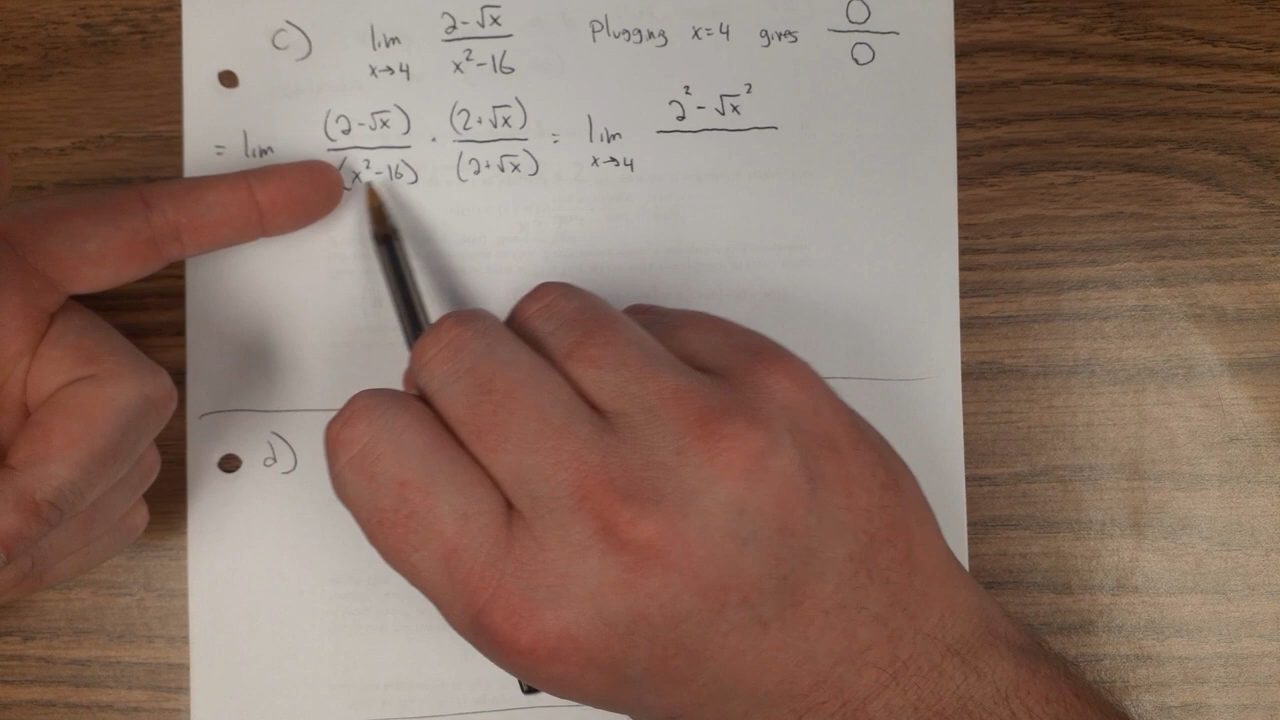 c) lim x→4 2-√x / x²-16 Plugging x=4 gives 0/0
= lim (2-√x)/(x²-16) · (2+√x)/(2+√x) = lim x→4 2²-√x²
d)